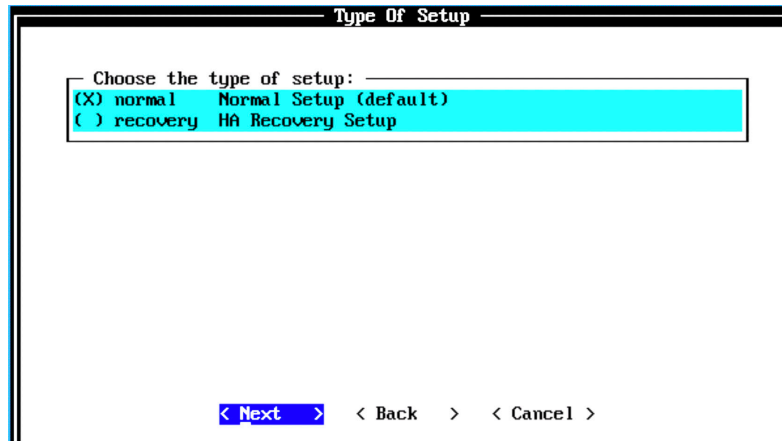 Type Of Setup
Choose the type of setup:
(X) normal Normal Setup (default)
( ) recovery HA Recovery Setup
< Next > < Back > < Cancel >